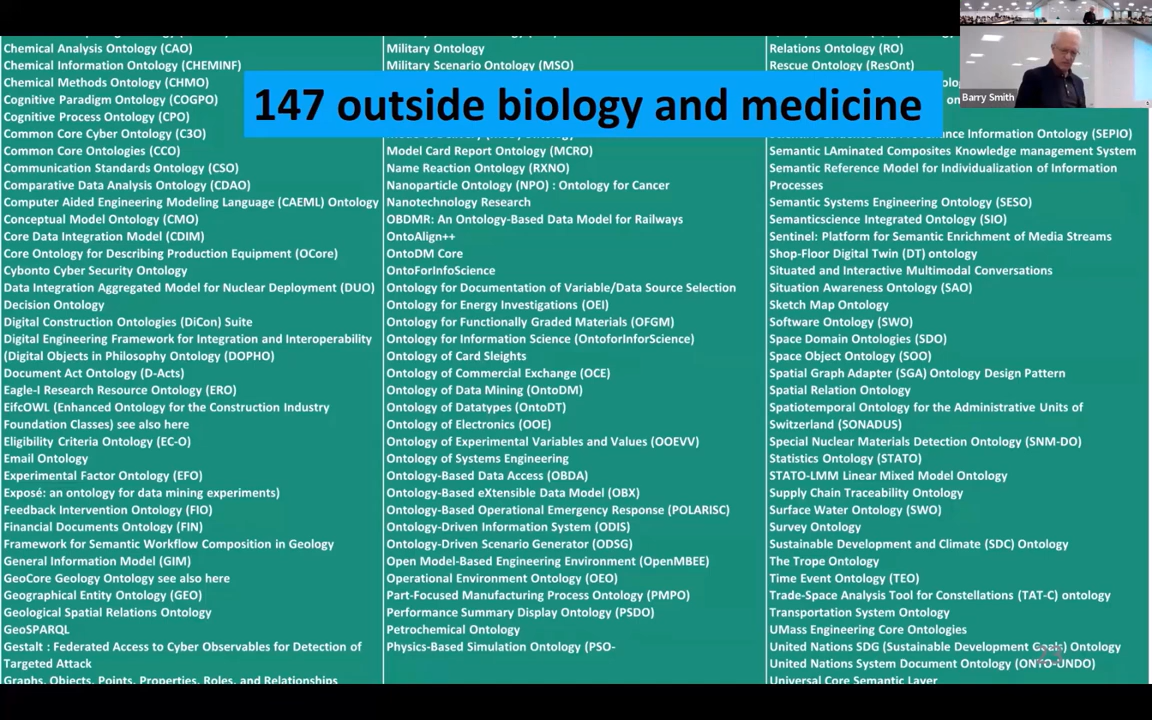 Chemical Analysis Ontology (CAO)
Chemical Information Ontology (CHEMINF)
Chemical Methods Ontology (CHMO)
Cognitive Paradigm Ontology (COGPO)
Cognitive Process Ontology (CPO)
Common Core Cyber Ontology (C3O)
Common Core Ontologies (CCO)
Communication Standards Ontology (CSO)
Comparative Data Analysis Ontology (CDAO)
Computer Aided Engineering Modeling Language (CAEML) Ontology
Conceptual Model Ontology (CMO)
Core Data Integration Model (CDIM)
Core Ontology for Describing Production Equipment (OCore)
Cybonto Cyber Security Ontology
Data Integration Aggregated Model for Nuclear Deployment (DUO)
Decision Ontology
Digital Construction Ontologies (DiCon) Suite
Digital Engineering Framework for Integration and Interoperability
(Digital Objects in Philosophy Ontology (DOPHO)
Document Act Ontology (D-Acts)
Eagle-I Research Resource Ontology (ERO)
EifcOWL (Enhanced Ontology for the Construction Industry
Foundation Classes) see also here
Eligibility Criteria Ontology (EC-O)
Email Ontology
Experimental Factor Ontology (EFO)
Exposé: an ontology for data mining experiments)
Feedback Intervention Ontology (FIO)
Financial Documents Ontology (FIN)
Framework for Semantic Workflow Composition in Geology
General Information Model (GIM)
GeoCore Geology Ontology see also here
Geographical Entity Ontology (GEO)
Geological Spatial Relations Ontology
GeoSPARQL
Gestalt : Federated Access to Cyber Observables for Detection of
Targeted Attack
Graphs, Objects, Points, Properties, Roles, and Relationships
147 outside biology and medicine
Military Ontology
Military Scenario Ontology (MSO)
Model Card Report Ontology (MCRO)
Name Reaction Ontology (RXNO)
Nanoparticle Ontology (NPO) : Ontology for Cancer
Nanotechnology Research
OBDMR: An Ontology-Based Data Model for Railways
OntoAlign++
OntoDM Core
OntoForInfoScience
Ontology for Documentation of Variable/Data Source Selection
Ontology for Energy Investigations (OEI)
Ontology for Functionally Graded Materials (OFGM)
Ontology for Information Science (OntoforInforScience)
Ontology of Card Sleights
Ontology of Commercial Exchange (OCE)
Ontology of Data Mining (OntoDM)
Ontology of Datatypes (OntoDT)
Ontology of Electronics (OOE)
Ontology of Experimental Variables and Values (OOEVV)
Ontology of Systems Engineering
Ontology-Based Data Access (OBDA)
Ontology-Based eXtensible Data Model (OBX)
Ontology-Based Operational Emergency Response (POLARISC)
Ontology-Driven Information System (ODIS)
Ontology-Driven Scenario Generator (ODSG)
Open Model-Based Engineering Environment (OpenMBEE)
Operational Environment Ontology (OEO)
Part-Focused Manufacturing Process Ontology (PMPO)
Performance Summary Display Ontology (PSDO)
Petrochemical Ontology
Physics-Based Simulation Ontology (PSO-
Relations Ontology (RO)
Rescue Ontology (ResOnt)
Information Ontology (SEPIO)
Semantic LAminated Composites Knowledge management System
Semantic Reference Model for Individualization of Information
Processes
Semantic Systems Engineering Ontology (SESO)
Semanticscience Integrated Ontology (SIO)
Sentinel: Platform for Semantic Enrichment of Media Streams
Shop-Floor Digital Twin (DT) ontology
Situated and Interactive Multimodal Conversations
Situation Awareness Ontology (SAO)
Sketch Map Ontology
Software Ontology (SWO)
Space Domain Ontologies (SDO)
Space Object Ontology (SOO)
Spatial Graph Adapter (SGA) Ontology Design Pattern
Spatial Relation Ontology
Spatiotemporal Ontology for the Administrative Units of
Switzerland (SONADUS)
Special Nuclear Materials Detection Ontology (SNM-DO)
Statistics Ontology (STATO)
STATO-LMM Linear Mixed Model Ontology
Supply Chain Traceability Ontology
Surface Water Ontology (SWO)
Survey Ontology
Sustainable Development and Climate (SDC) Ontology
The Trope Ontology
Time Event Ontology (TEO)
Trade-Space Analysis Tool for Constellations (TAT-C) ontology
Transportation System Ontology
UMass Engineering Core Ontologies
United Nations SDG (Sustainable Development Goals) Ontology
United Nations System Document Ontology
Universal Core Semantic Layer
23
Barry Smith